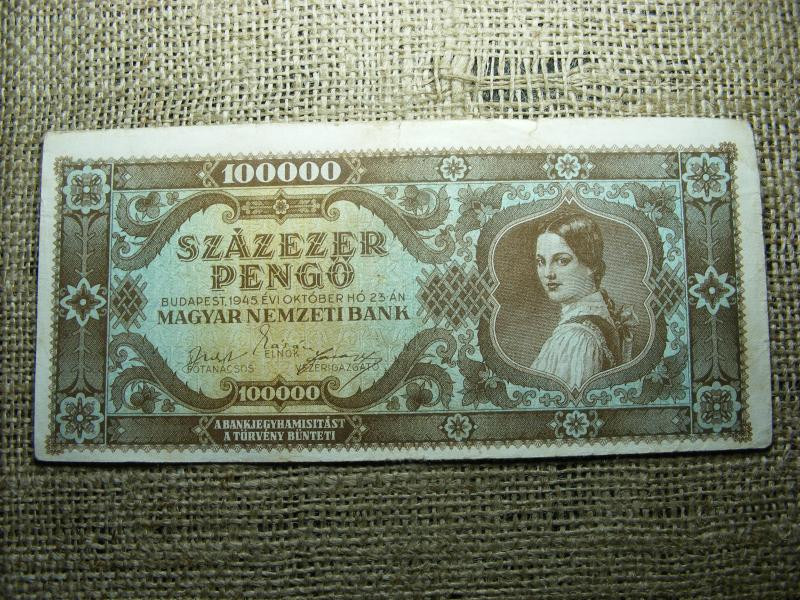 100000
SZÁZEZER
PENGŐ
BUDAPEST, 1945 ÉVI OKTÓBER HÓ 23-ÁN
MAGYAR NEMZETI BANK
ELNÖK
FŐTANÁCSOS
VEZÉRIGAZGATÓ
100000
A BANKJEGYHAMISÍTÁST
A TÖRVÉNY BÜNTETI